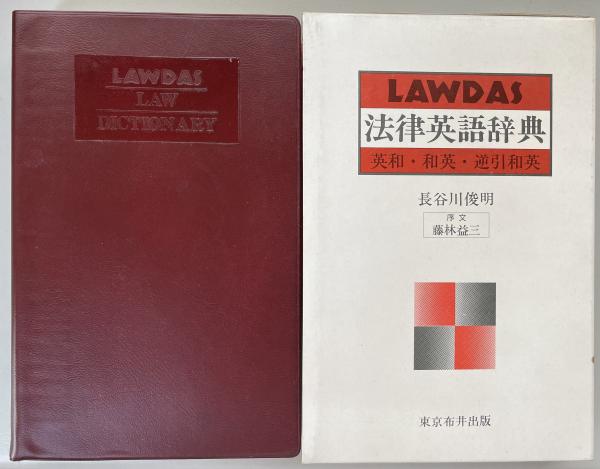 LAWDAS
LAW
DICTIONARY
LAWDAS
法律英語辞典
英和・和英・逆引和英
長谷川俊明
序文
藤林益三
東京布井出版